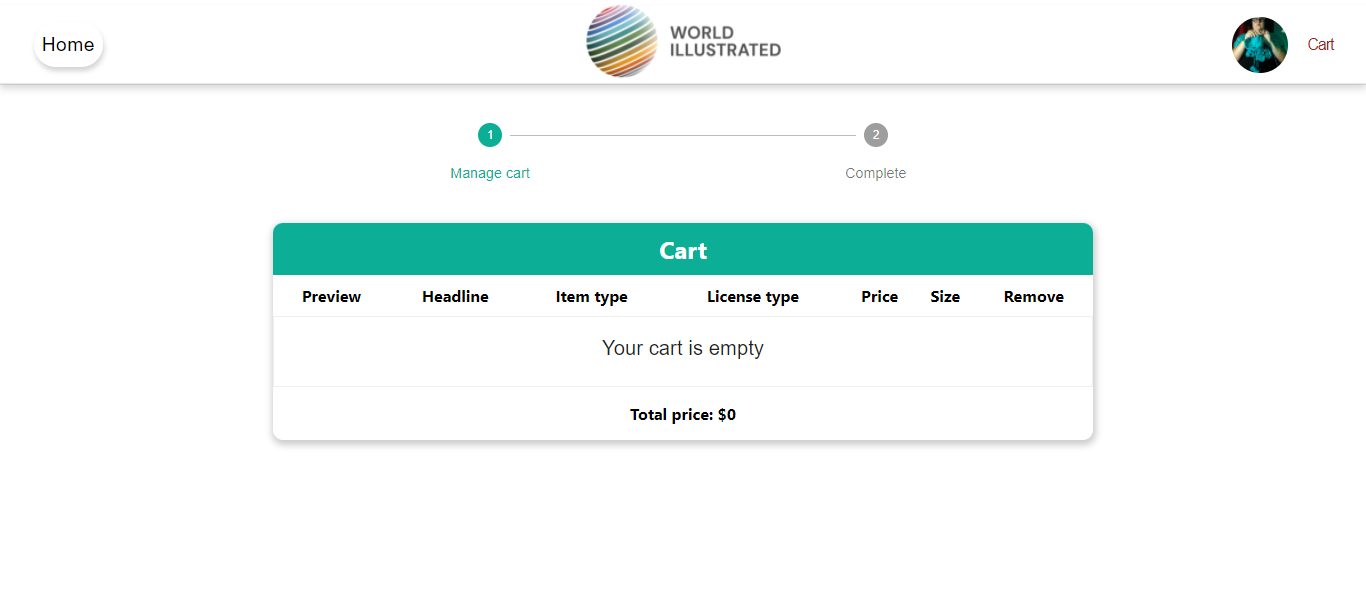 Home
WORLD
ILLUSTRATED
Cart
1
2
Manage cart
Complete
Cart
Preview Headline Item type License type Price Size Remove
Your cart is empty
Total price: $0